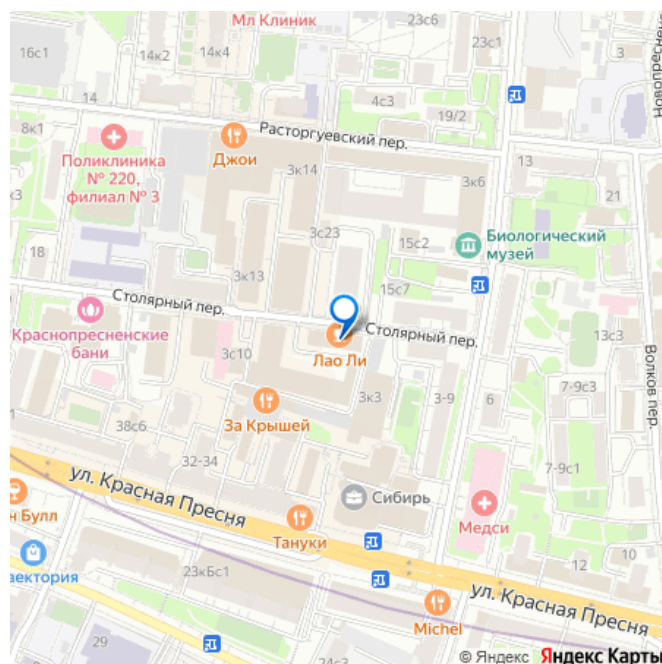 Мл Клиник
16с1
14к2
14к4
23с6
23с1
3
Новопресненс
14
4с3
19/2
8к1
Расторгуевский пер.
Поликлиника
№ 220,
филиал № 3
Джои
3к14
3к6
13
21
к3
3с23
15с2
Биологический
музей
18
3к13
15с7
Столярный пер.
Столярный пер.
Краснопресненские
бани
3с10
Лао Ли
13с3
Волков пер.
3к3
3-9
6
7-9с3
За Крышей
1
38с6
32-34
7-9с1
ул. Красная Пресня
Сибирь
Медси
н Булл
Тануки
аектория
23кБс1
12
10
ул. Красная Пресня
29
Michel
© Яндекс Яндекс Карты